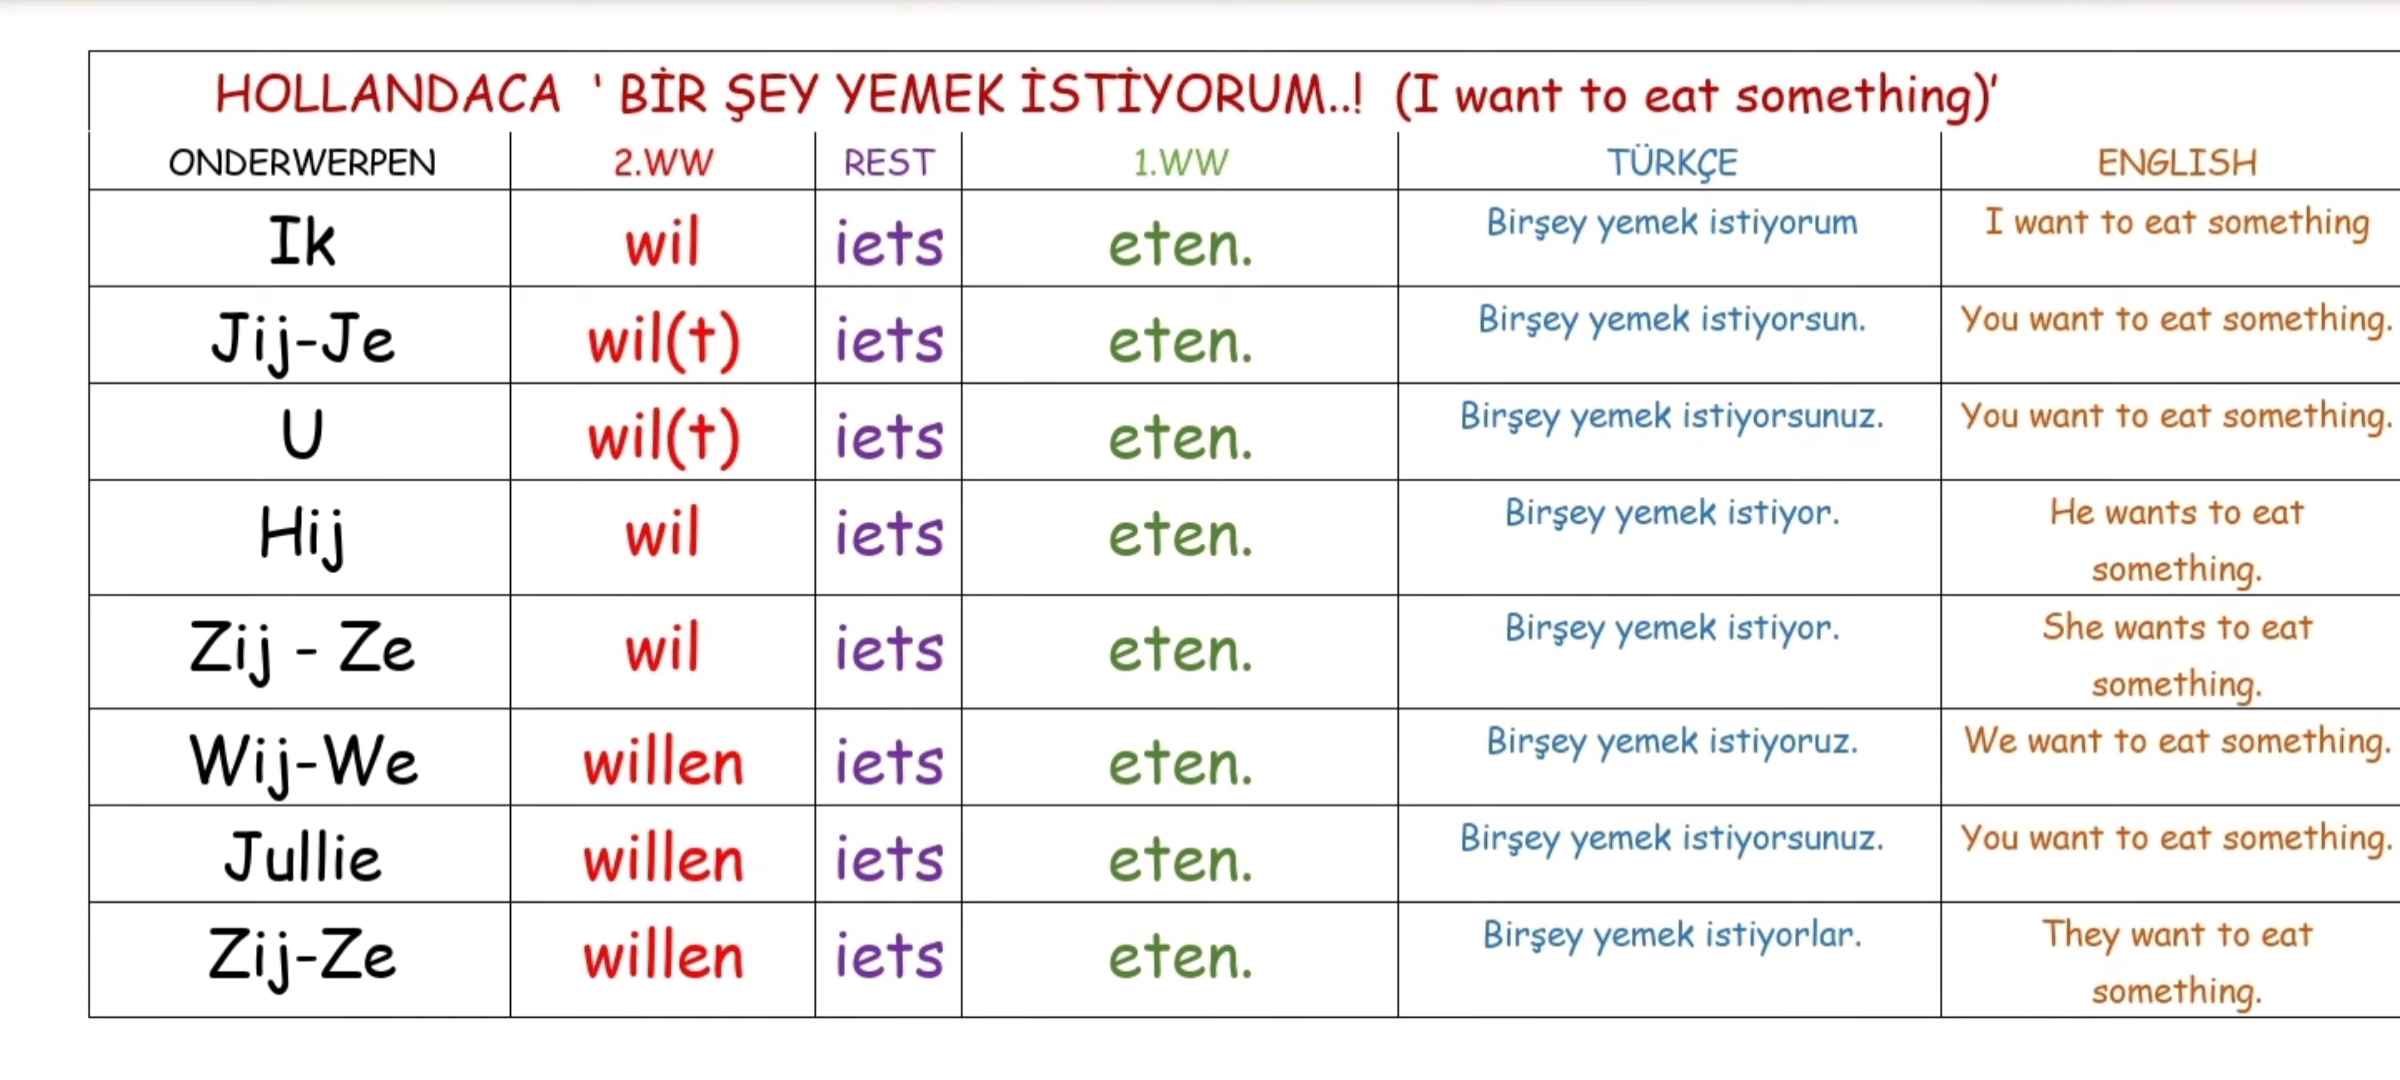 HOLLANDACA ' BİR ŞEY YEMEK İSTİYORUM..! (I want to eat something)'
ONDERWERPEN 2.WW REST 1.WW TÜRKÇE ENGLISH
Ik wil iets eten. Birşey yemek istiyorum I want to eat something
Jij-Je wil(t) iets eten. Birşey yemek istiyorsun. You want to eat something.
U wil(t) iets eten. Birşey yemek istiyorsunuz. You want to eat something.
Hij wil iets eten. Birşey yemek istiyor. He wants to eat
something.
Zij - Ze wil iets eten. Birşey yemek istiyor. She wants to eat
something.
Wij-We willen iets eten. Birşey yemek istiyoruz. We want to eat something.
Jullie willen iets eten. Birşey yemek istiyorsunuz. You want to eat something.
Zij-Ze willen iets eten. Birşey yemek istiyorlar. They want to eat
something.